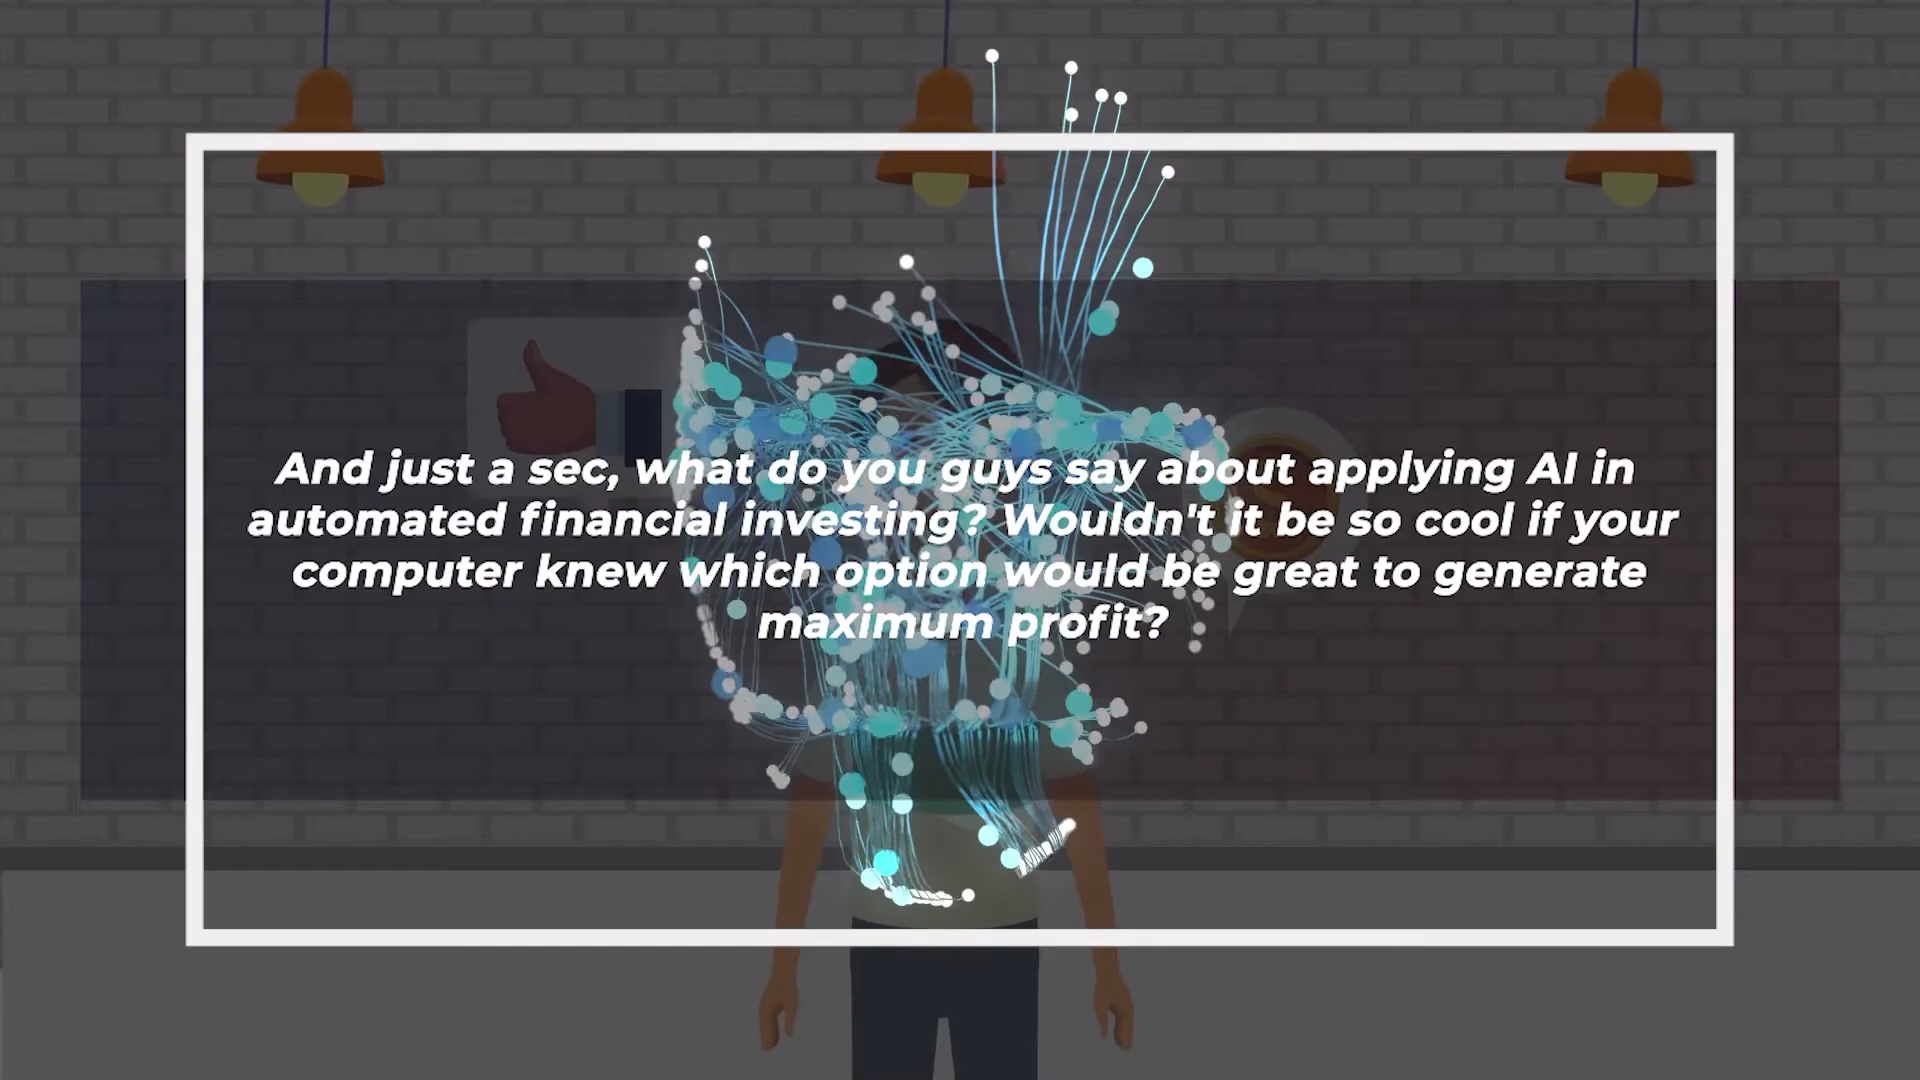 And just a sec, what do you guys say about applying AI in
automated financial investing? Wouldn't it be so cool if your
computer knew which option would be great to generate
maximum profit?